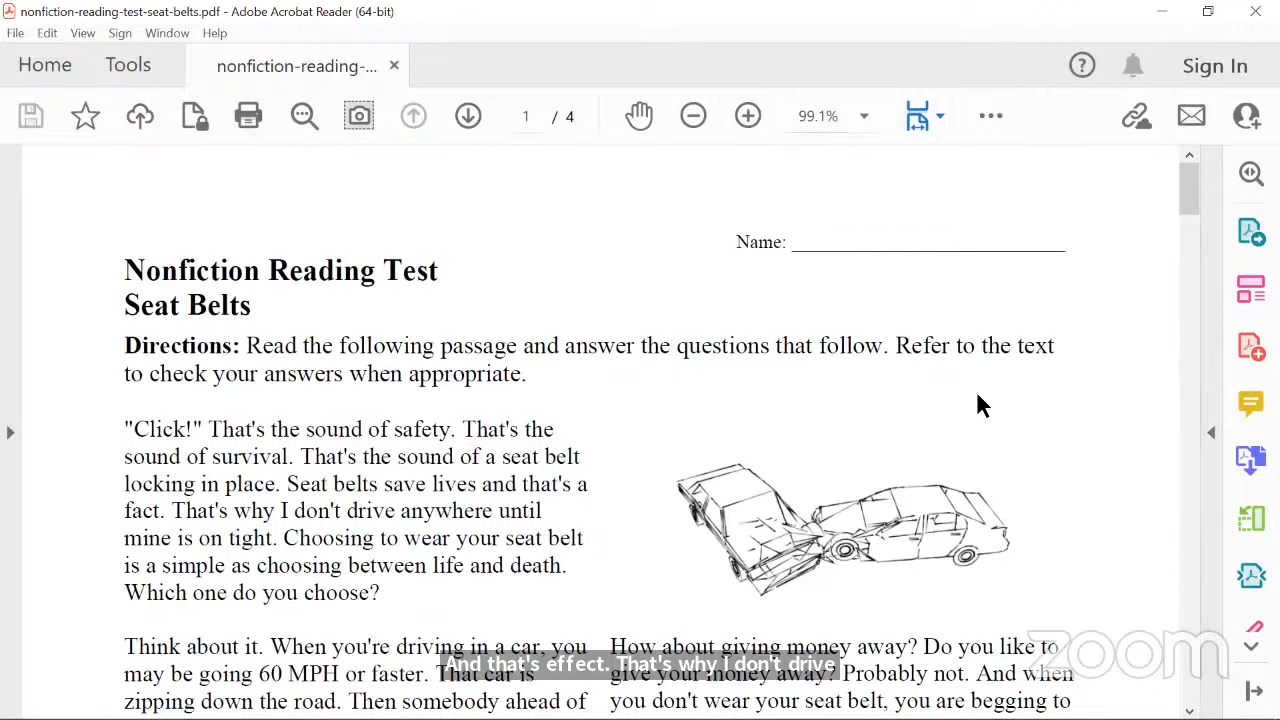 nonfiction-reading-test-seat-belts.pdf - Adobe Acrobat Reader (64-bit)
File Edit View Sign Window Help
Home Tools nonfiction-reading-... Sign In
1 / 4 99.1%
Name:
Nonfiction Reading Test
Seat Belts
Directions: Read the following passage and answer the questions that follow. Refer to the text
to check your answers when appropriate.
"Click!" That's the sound of safety. That's the
sound of survival. That's the sound of a seat belt
locking in place. Seat belts save lives and that's a
fact. That's why I don't drive anywhere until
mine is on tight. Choosing to wear your seat belt
is a simple as choosing between life and death.
Which one do you choose?
Think about it. When you're driving in a car, you
may be going 60 MPH or faster. That car is
zipping down the road. Then somebody ahead of
How about giving money away? Do you like to
give your money away? Probably not. And when
you don't wear your seat belt, you are begging to
And that's effect. That's why I don't drive
zoom